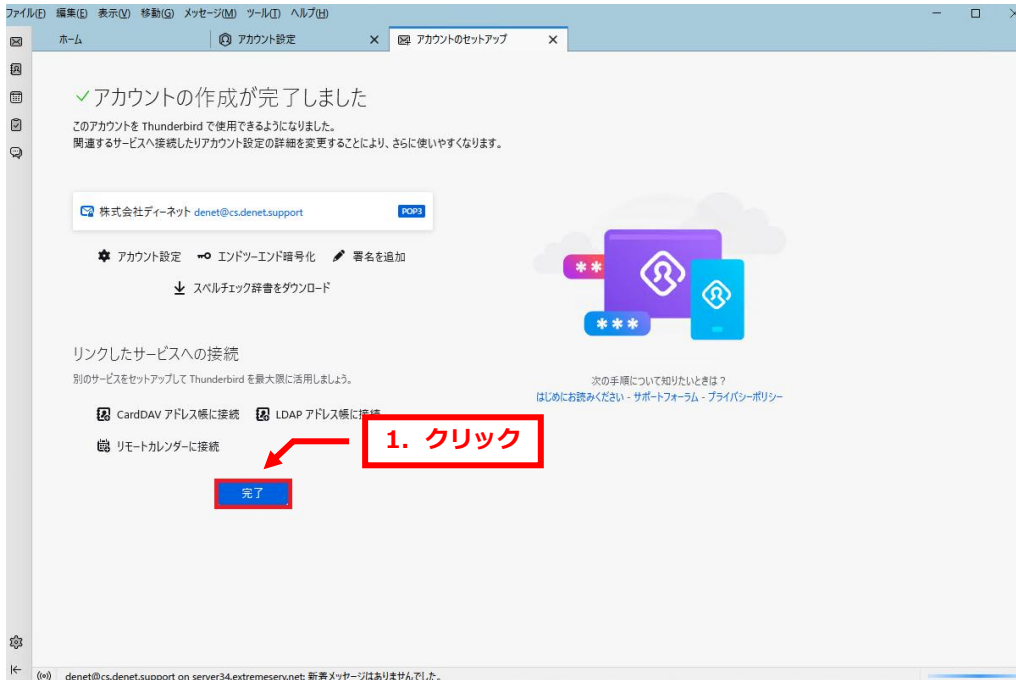 ファイル(F) 編集(E) 表示(V) 移動(G) メッセージ(M) ツール(T) ヘルプ(H)
ホーム アカウント設定 アカウントのセットアップ
アカウントの作成が完了しました
このアカウントを Thunderbird で使用できるようになりました。
関連するサービスへ接続したりアカウント設定の詳細を変更することにより、さらに使いやすくなります。
株式会社ディーネット denet@cs.denet.support POP3
アカウント設定 エンドツーエンド暗号化 署名を追加
スペルチェック辞書をダウンロード
***
***
リンクしたサービスへの接続
別のサービスをセットアップして Thunderbird を最大限に活用しましょう。
次の手順について知りたいときは？
はじめにお読みください - サポートフォーラム - プライバシーポリシー
CardDAV アドレス帳に接続 LDAP アドレス帳に接続
リモートカレンダーに接続
1. クリック
完了
denet@cs.denet.support on server34.extremeserv.net: 新着メッセージはありませんでした。